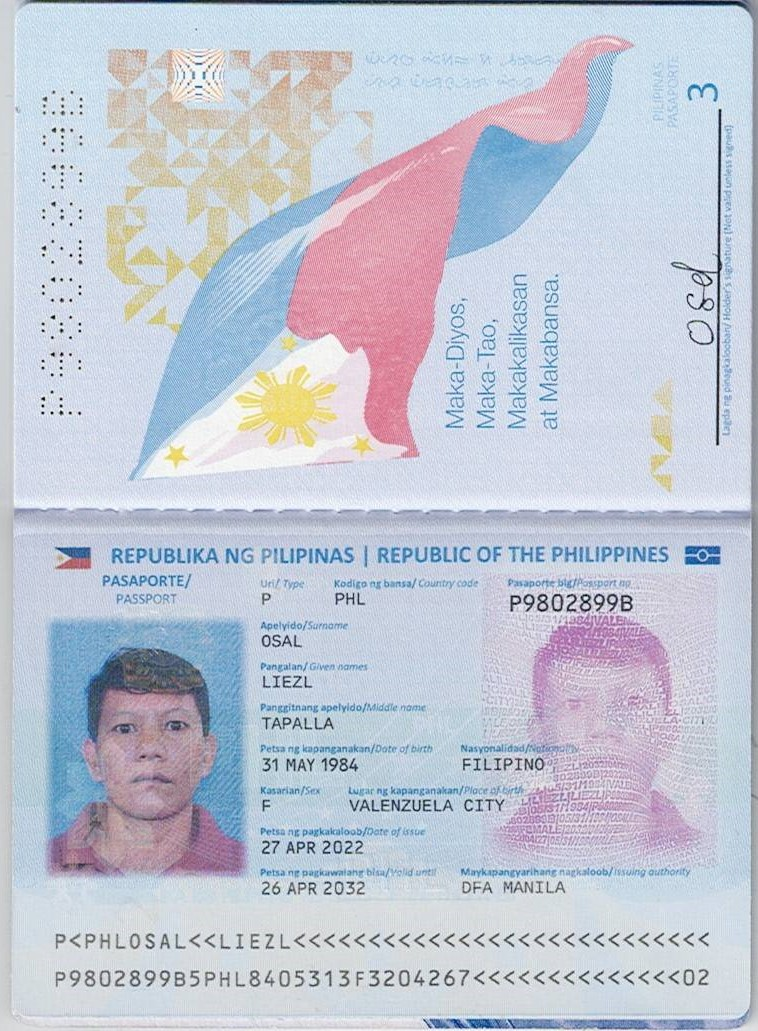 P9802899B
PILIPINAS
PASAPORTE
3
Maka-Diyos,
Maka-Tao,
Makakalikasan
at Makabansa.
Osal
Lagda ng pinagkalooban/ Holder's signature (Not valid unless signed)
REPUBLIKA NG PILIPINAS | REPUBLIC OF THE PHILIPPINES
PASAPORTE/
PASSPORT
Uri/ Type
Kodigo ng bansa/ Country code
Pasaporte blg/Passport no
P
PHL
P9802899B
Apelyido/Surname
OSAL
Pangalan/ Given names
LIEZL
Panggitnang apelyido/Middle name
TAPALLA
Petsa ng kapanganakan/Date of birth
Nasyonalidad/Nationality
31 MAY 1984
FILIPINO
Kasarian/Sex
Lugar ng kapanganakan/Place of birth
F
VALENZUELA CITY
Petsa ng pagkakaloob/Date of issue
27 APR 2022
Petsa ng pagkawalang bisa/Valid until
Maykapangyarihang nagkaloob/Issuing authority
26 APR 2032
DFA MANILA
P<PHLOSAL<<LIEZL<<<<<<<<<<<<<<<<<<<<<<<<<<<<
P9802899B5PHL8405313F3204267<<<<<<<<<<<<<<02